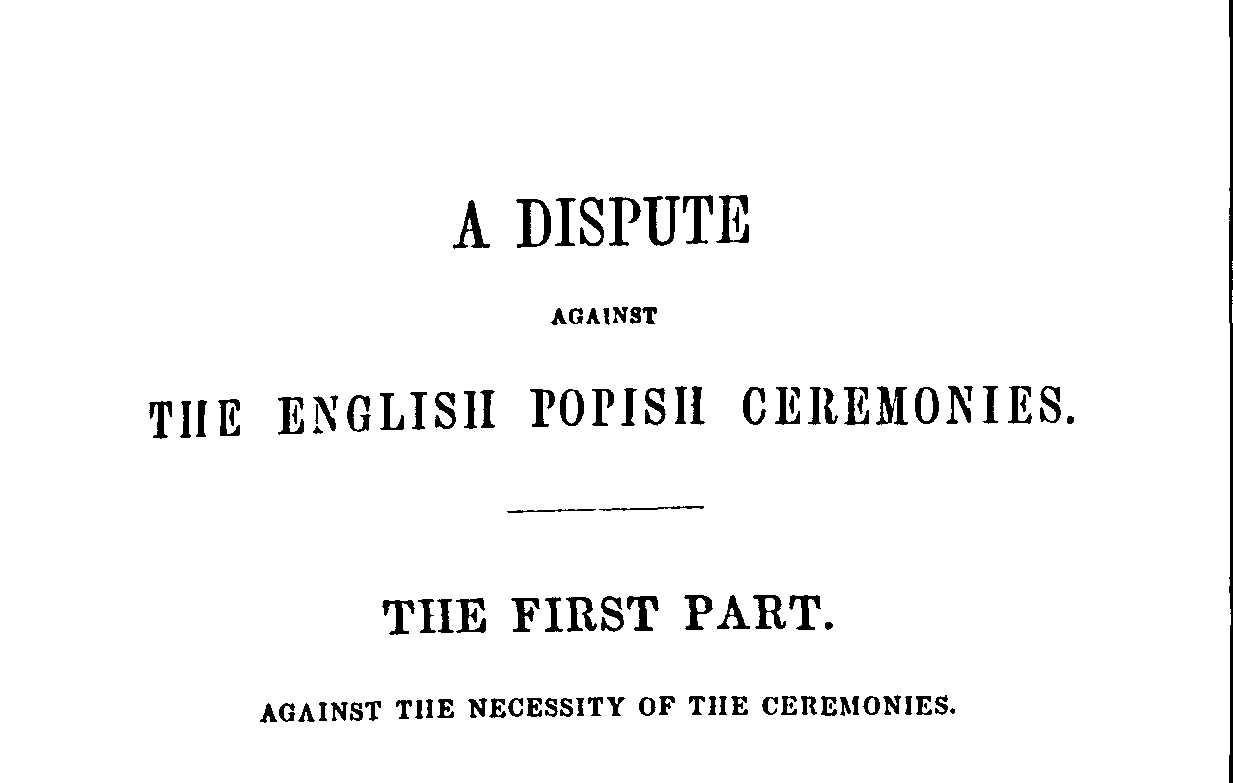 A DISPUTE
AGAINST
THE ENGLISH POPISH CEREMONIES.
THE FIRST PART.
AGAINST THE NECESSITY OF THE CEREMONIES.